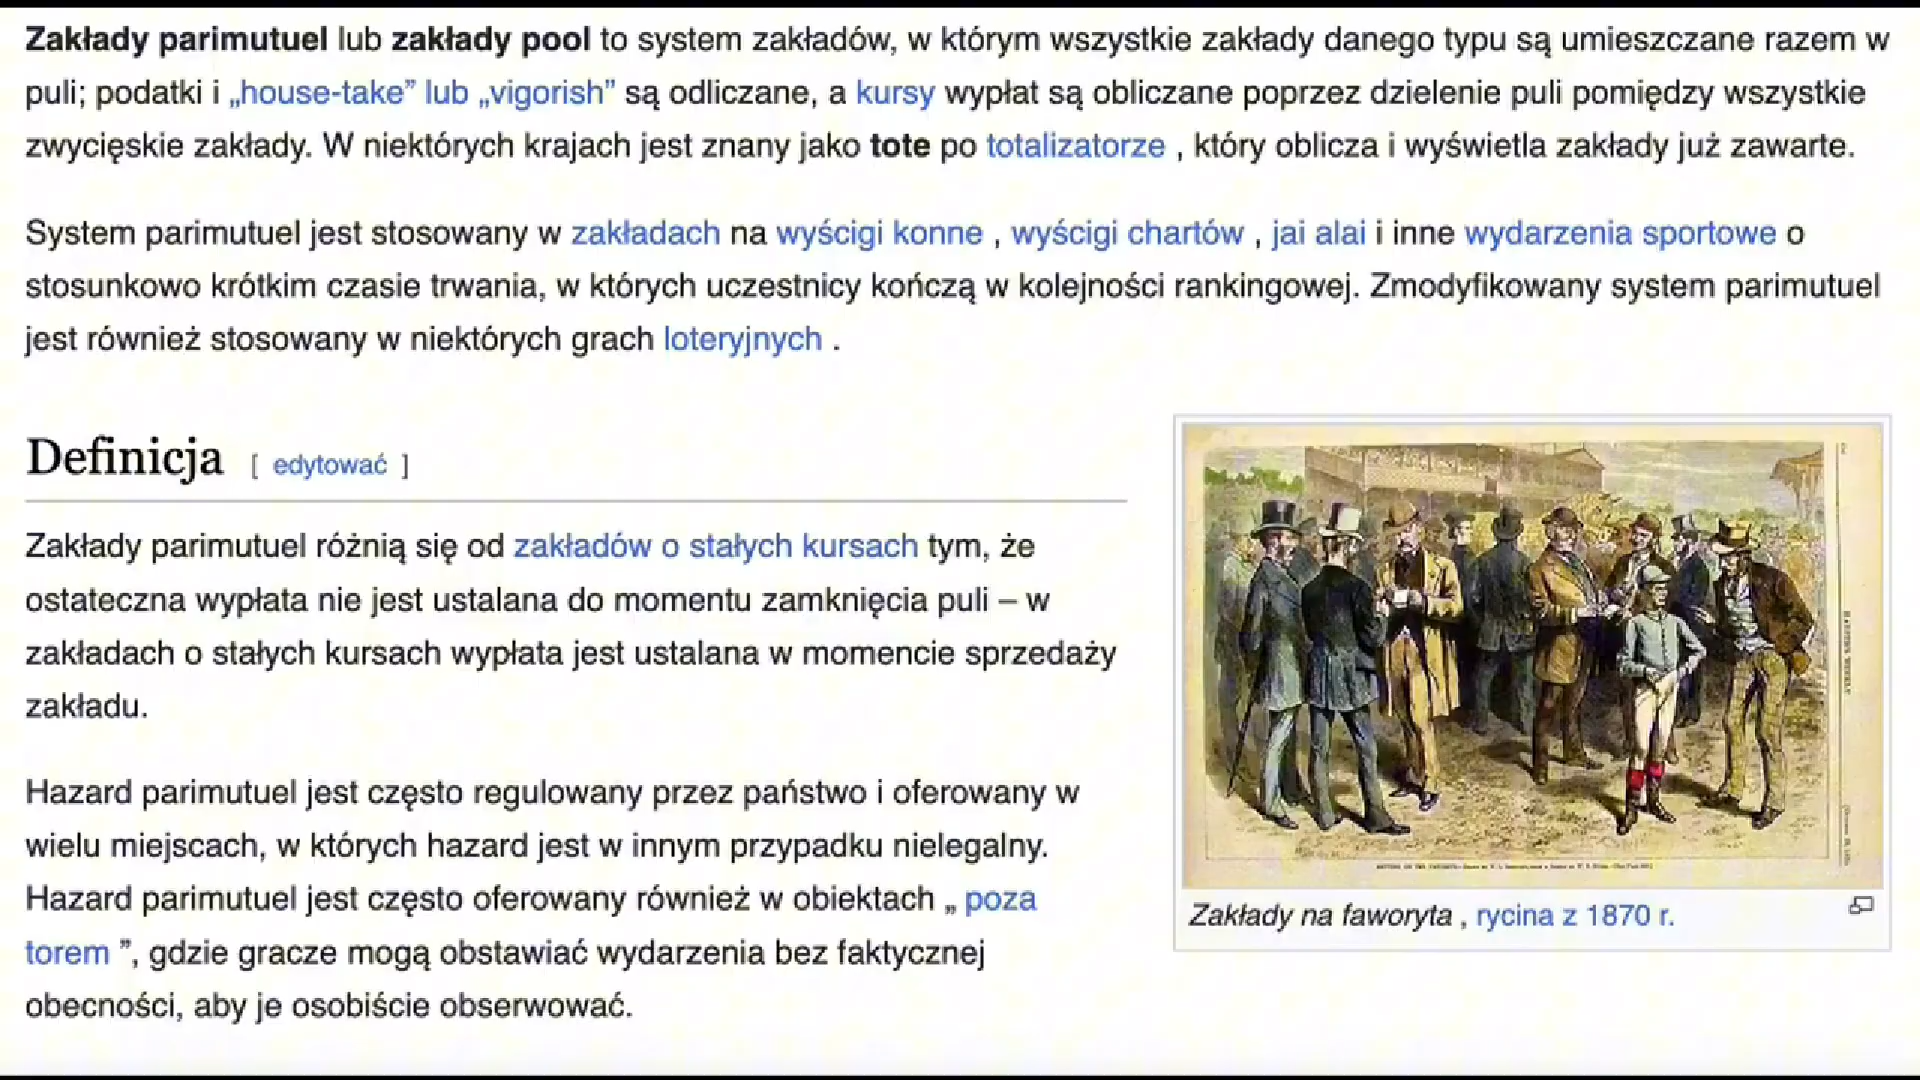 Zakłady parimutuel lub zakłady pool to system zakładów, w którym wszystkie zakłady danego typu są umieszczane razem w
puli; podatki i „house-take” lub „vigorish” są odliczane, a kursy wypłat są obliczane poprzez dzielenie puli pomiędzy wszystkie
zwycięskie zakłady. W niektórych krajach jest znany jako tote po totalizatorze , który oblicza i wyświetla zakłady już zawarte.
System parimutuel jest stosowany w zakładach na wyścigi konne , wyścigi chartów , jai alai i inne wydarzenia sportowe o
stosunkowo krótkim czasie trwania, w których uczestnicy kończą w kolejności rankingowej. Zmodyfikowany system parimutuel
jest również stosowany w niektórych grach loteryjnych .
Definicja [ edytować ]
Zakłady parimutuel różnią się od zakładów o stałych kursach tym, że
ostateczna wypłata nie jest ustalana do momentu zamknięcia puli – w
zakładach o stałych kursach wypłata jest ustalana w momencie sprzedaży
zakładu.
Hazard parimutuel jest często regulowany przez państwo i oferowany w
wielu miejscach, w których hazard jest w innym przypadku nielegalny.
Hazard parimutuel jest często oferowany również w obiektach „ poza
torem ”, gdzie gracze mogą obstawiać wydarzenia bez faktycznej
obecności, aby je osobiście obserwować.
Zakłady na faworyta , rycina z 1870 r.